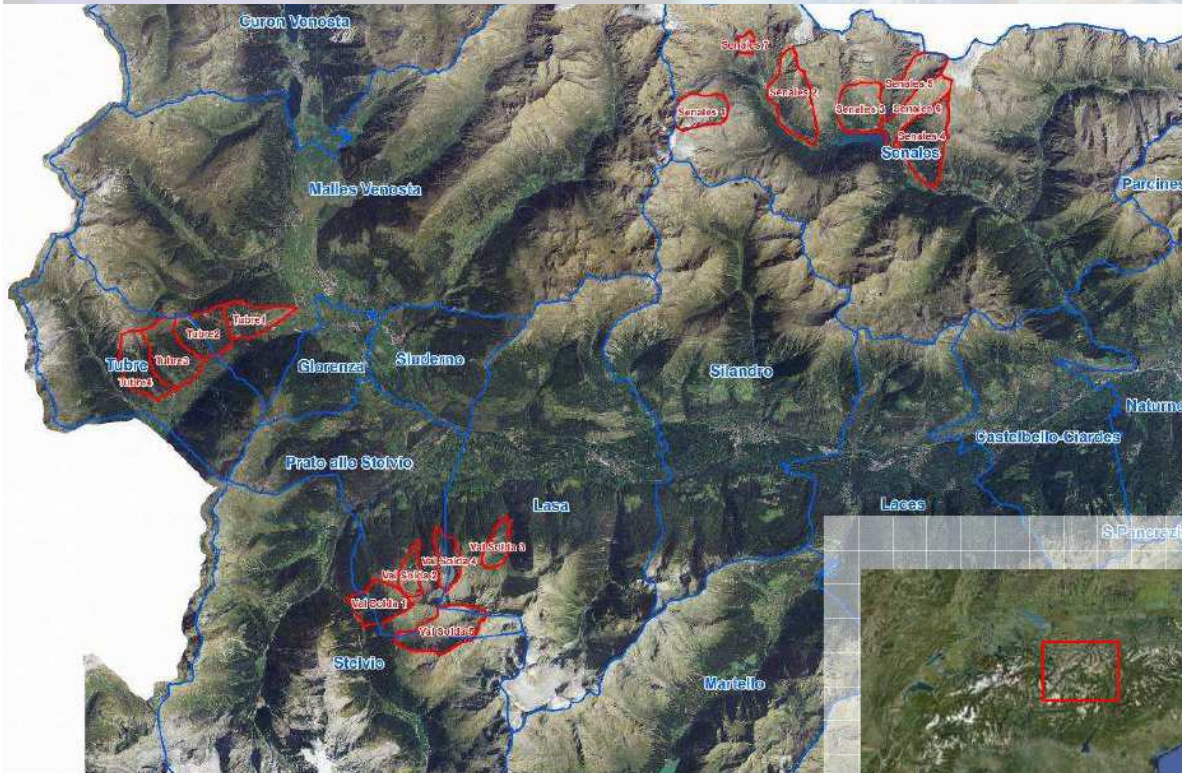 Curon Venosta
Senales 7
Senales 2
Senales 5
Senales 1
Senales 3
Senales 6
Senales 4
Senales
Malles Venosta
Parcines
Tubre1
Tubre2
Tubre3
Tubre
Tubre4
Glorenza
Sluderno
Silandro
Naturno
Castelbello-Ciardes
Prato allo Stelvio
Lasa
Laces
S.Pancrazi
Val Solda 3
Val Solda 4
Val Solda 2
Val Solda 1
Val Solda 5
Stelvio
Martello